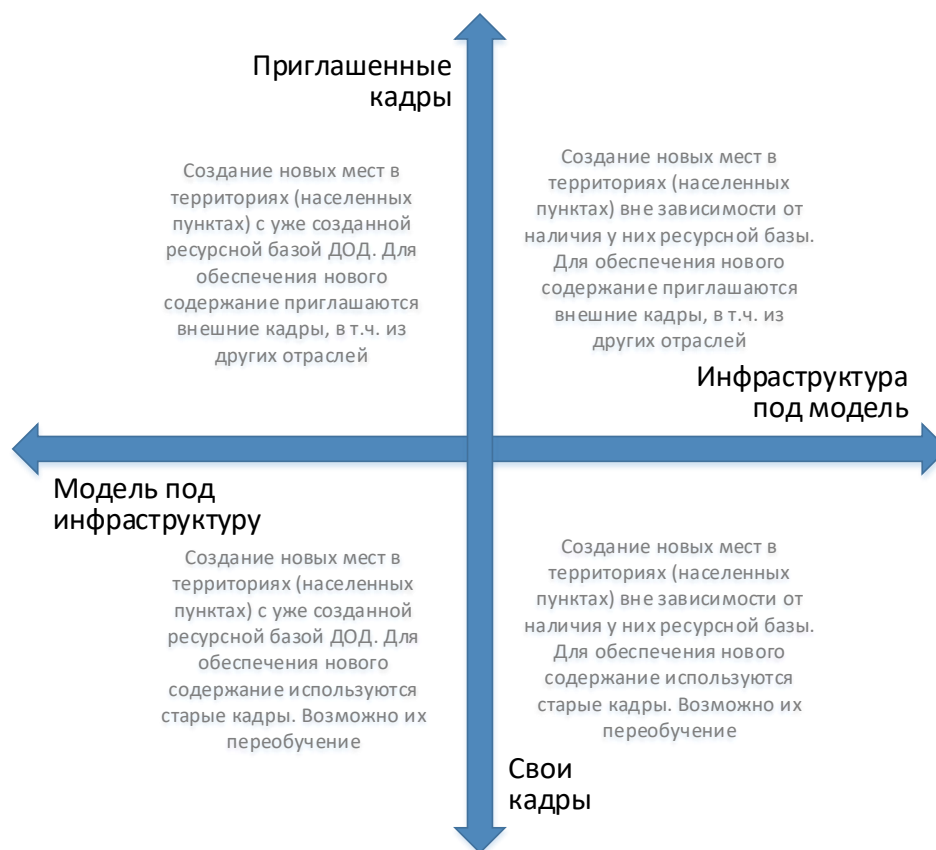 Приглашенные
кадры
Создание новых мест в
территориях (населенных
пунктах) с уже созданной
ресурсной базой ДОД. Для
обеспечения нового
содержание приглашаются
внешние кадры, в т.ч. из
других отраслей
Создание новых мест в
территориях (населенных
пунктах) вне зависимости от
наличия у них ресурсной базы.
Для обеспечения нового
содержание приглашаются
внешние кадры, в т.ч. из
других отраслей
Инфраструктура
под модель
Модель под
инфраструктуру
Создание новых мест в
территориях (населенных
пунктах) с уже созданной
ресурсной базой ДОД. Для
обеспечения нового
содержание используются
старые кадры. Возможно их
переобучение
Создание новых мест в
территориях (населенных
пунктах) вне зависимости от
наличия у них ресурсной базы.
Для обеспечения нового
содержание используются
старые кадры. Возможно их
переобучение
Свои
кадры